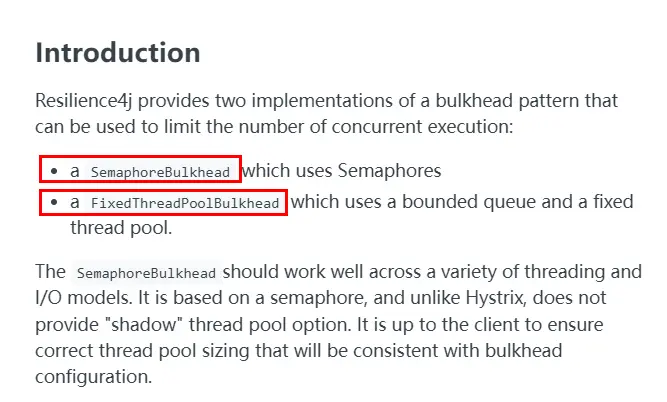 Introduction
Resilience4j provides two implementations of a bulkhead pattern that
can be used to limit the number of concurrent execution:
• a SemaphoreBulkhead which uses Semaphores
• a FixedThreadPoolBulkhead which uses a bounded queue and a fixed
thread pool.
The SemaphoreBulkhead should work well across a variety of threading and
I/O models. It is based on a semaphore, and unlike Hystrix, does not
provide "shadow" thread pool option. It is up to the client to ensure
correct thread pool sizing that will be consistent with bulkhead
configuration.